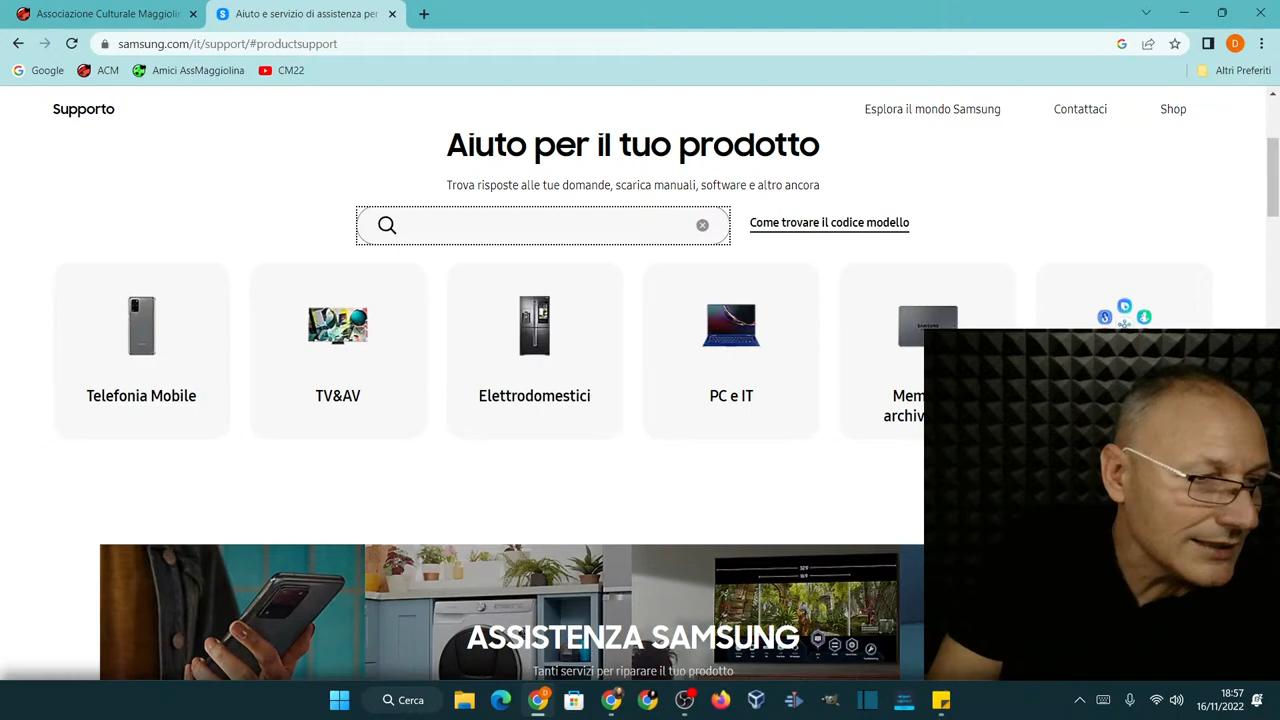 Associazione Culturale Maggiolin
Aiuto e servizio di assistenza per
samsung.com/it/support/#productsupport
Google
ACM
Amici AssMaggiolina
CM22
Altri Preferiti
Supporto
Esplora il mondo Samsung
Contattaci
Shop
Aiuto per il tuo prodotto
Trova risposte alle tue domande, scarica manuali, software e altro ancora
Come trovare il codice modello
SAMSUNG
Telefonia Mobile
TV&AV
Elettrodomestici
PC e IT
Mem
archiv
ASSISTENZA SAMSUNG
Tanti servizi per riparare il tuo prodotto
Cerca
18:57
16/11/2022